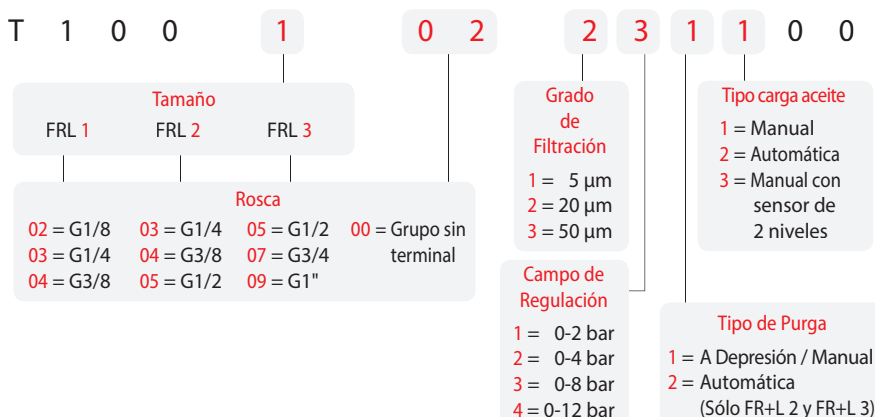 T 1 0 0 1 0 2 2 3 1 1 0 0
Tamaño
FRL 1 FRL 2 FRL 3
Rosca
02 = G1/8 03 = G1/4 05 = G1/2 00 = Grupo sin
03 = G1/4 04 = G3/8 07 = G3/4 terminal
04 = G3/8 05 = G1/2 09 = G1"
Grado
de
Filtración
1 = 5 µm
2 = 20 µm
3 = 50 µm
Campo de
Regulación
1 = 0-2 bar
2 = 0-4 bar
3 = 0-8 bar
4 = 0-12 bar
Tipo carga aceite
1 = Manual
2 = Automática
3 = Manual con
sensor de
2 niveles
Tipo de Purga
1 = A Depresión / Manual
2 = Automática
(Sólo FR+L 2 y FR+L 3)